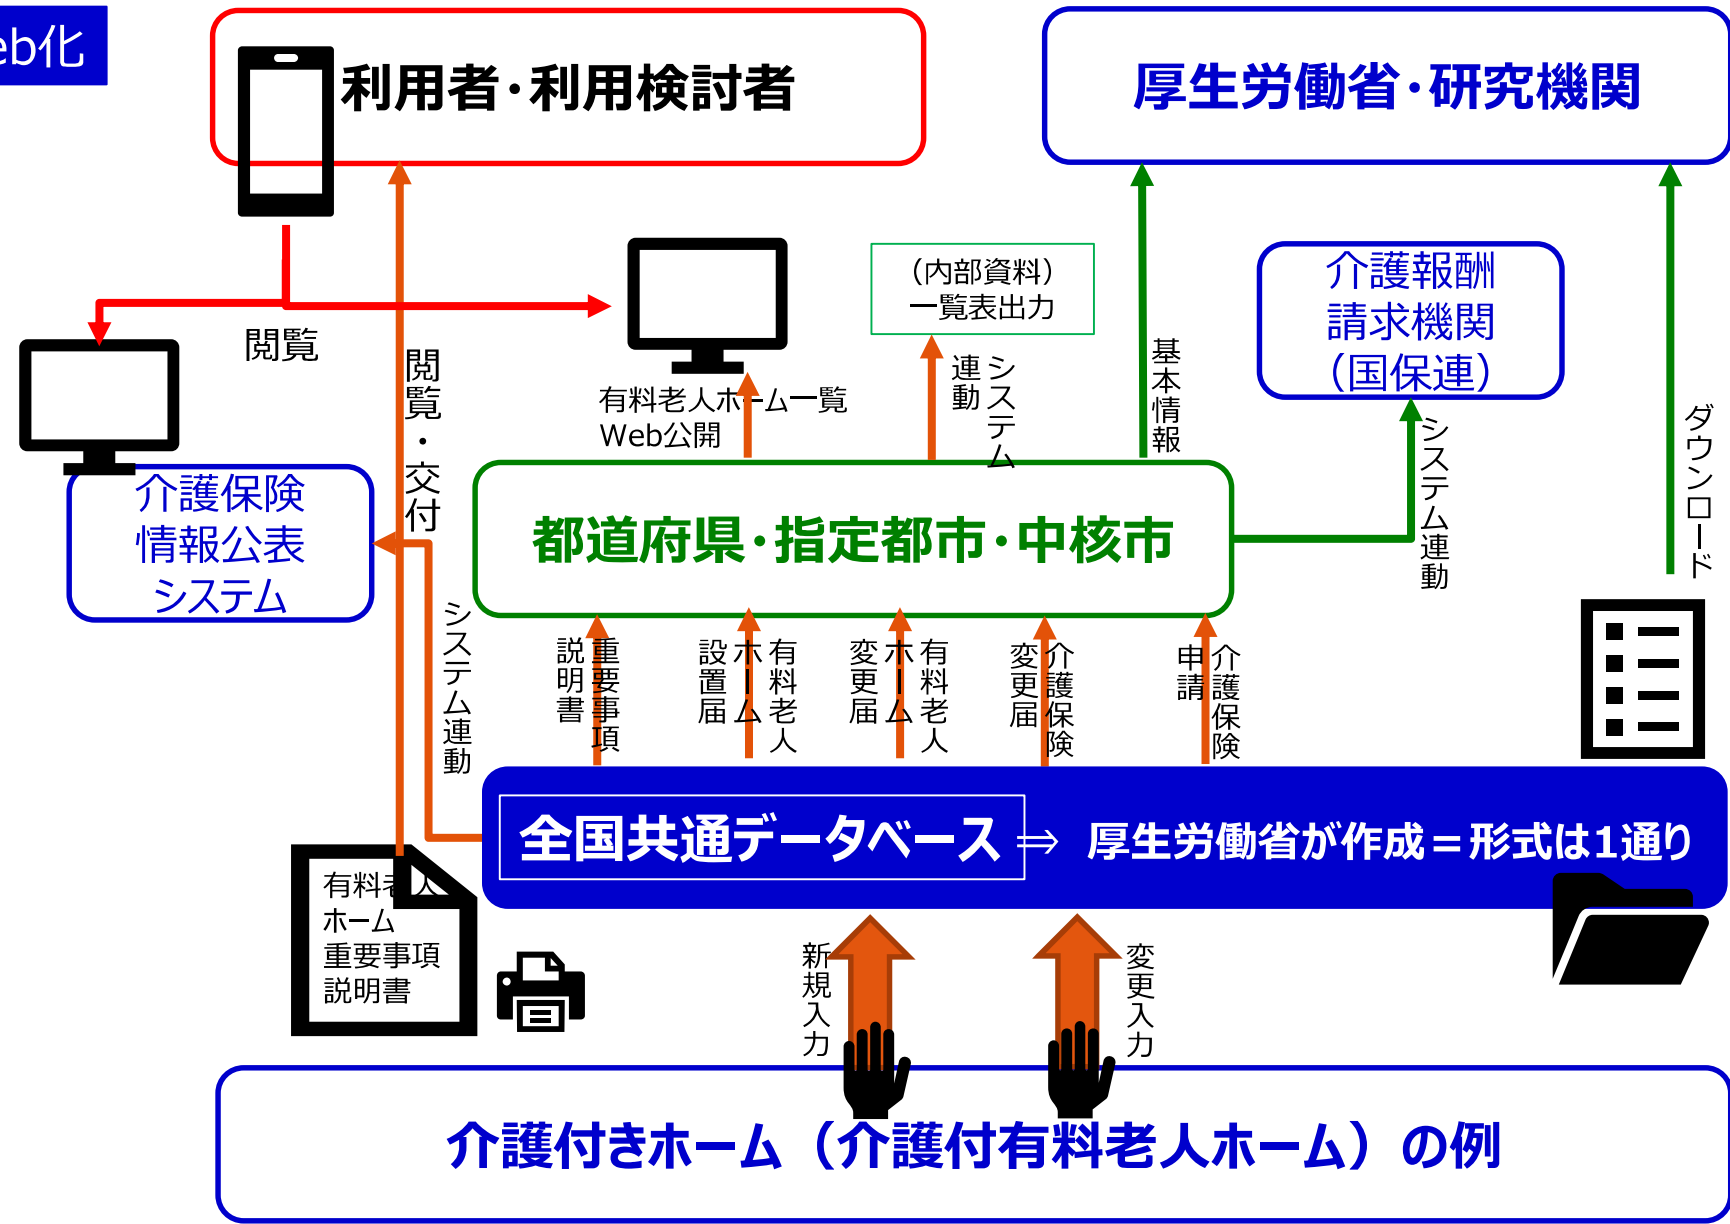 eb化
利用者・利用検討者
厚生労働省・研究機関
閲覧
閲覧・交付
有料老人ホーム一覧
Web公開
（内部資料）
一覧表出力
システム
連動
基本情報
介護報酬
請求機関
（国保連）
システム連動
ダウンロード
介護保険
情報公表
システム
都道府県・指定都市・中核市
システム連動
重要事項
説明書
有料老人
ホーム
設置届
有料老人
ホーム
変更届
介護保険
変更届
介護保険
申請
全国共通データベース ⇒ 厚生労働省が作成＝形式は1通り
有料老人
ホーム
重要事項
説明書
新規入力
変更入力
介護付きホーム（介護付有料老人ホーム）の例